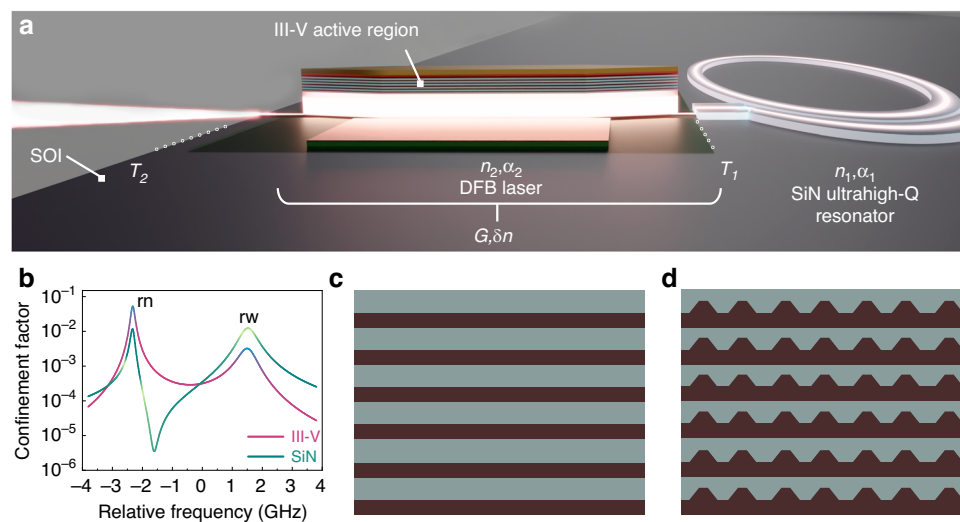 a
III-V active region
SOI
T2
n2,α2
DFB laser
T1
n1,α1
SiN ultrahigh-Q
resonator
G,δn
b
c
d
Confinement factor
10⁻¹
10⁻²
10⁻³
10⁻⁴
10⁻⁵
10⁻⁶
rn
rw
III-V
SiN
−4 −3 −2 −1 0 1 2 3 4
Relative frequency (GHz)